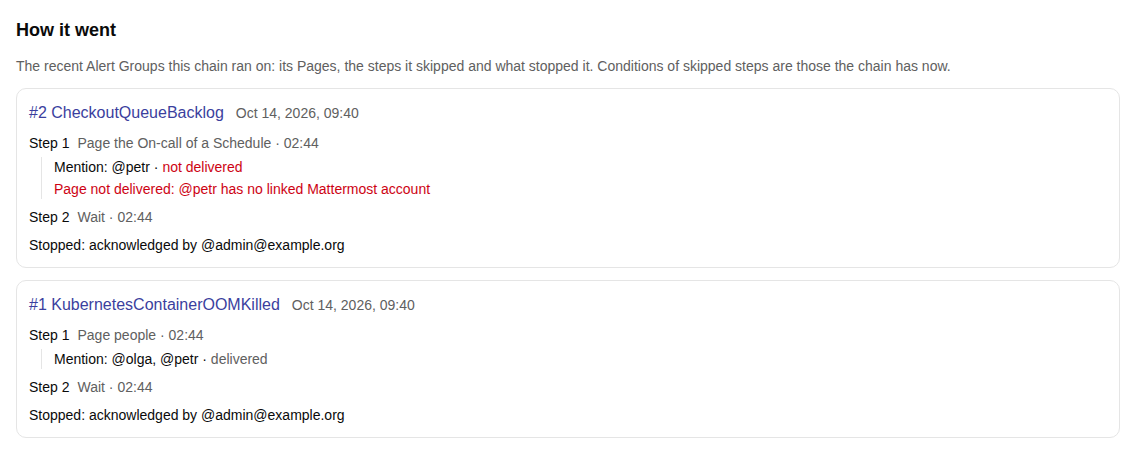 How it went
The recent Alert Groups this chain ran on: its Pages, the steps it skipped and what stopped it. Conditions of skipped steps are those the chain has now.
#2 CheckoutQueueBacklog Oct 14, 2026, 09:40
Step 1 Page the On-call of a Schedule · 02:44
Mention: @petr · not delivered
Page not delivered: @petr has no linked Mattermost account
Step 2 Wait · 02:44
Stopped: acknowledged by @admin@example.org
#1 KubernetesContainerOOMKilled Oct 14, 2026, 09:40
Step 1 Page people · 02:44
Mention: @olga, @petr · delivered
Step 2 Wait · 02:44
Stopped: acknowledged by @admin@example.org